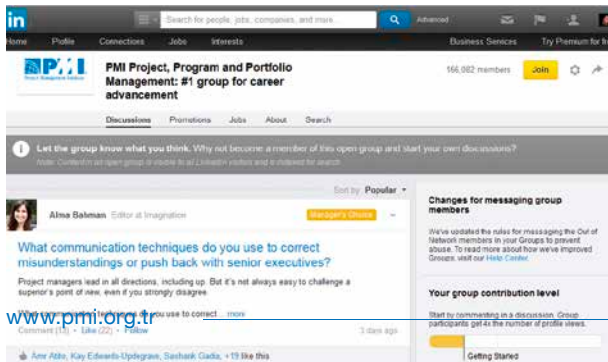 in
Search for people, jobs, companies, and more...
Advanced
Home Profile Connections Jobs Interests
Business Services Try Premium for fr
PMI
PMI Project, Program and Portfolio
Management: #1 group for career
advancement
166,082 members
Join
Discussions Promotions Jobs About Search
Let the group know what you think. Why not become a member of this open group and start your own discussions?
Note: Content in an open group is visible to all LinkedIn visitors and is indexed for search.
Sort by: Popular
Alma Bahman Editor at Imagination
Manager's Choice
What communication techniques do you use to correct
misunderstandings or push back with senior executives?
Project managers lead in all directions, including up. But it's not always easy to challenge a
superior's point of view, even if you strongly disagree.
What communication techniques do you use to correct... more
www.pmi.org.tr
Comment (13) • Like (22) • Follow
3 days ago
Amr Attie, Kay Edwards-Updegrave, Sashank Gadia, +19 like this
Changes for messaging group
members
We've updated the rules for messaging the Out of
Network members in your Groups to prevent
abuse. To read more about how we've improved
Groups, visit our Help Center.
Your group contribution level
Start by commenting in a discussion. Group
participants get 4x the number of profile views.
Getting Started